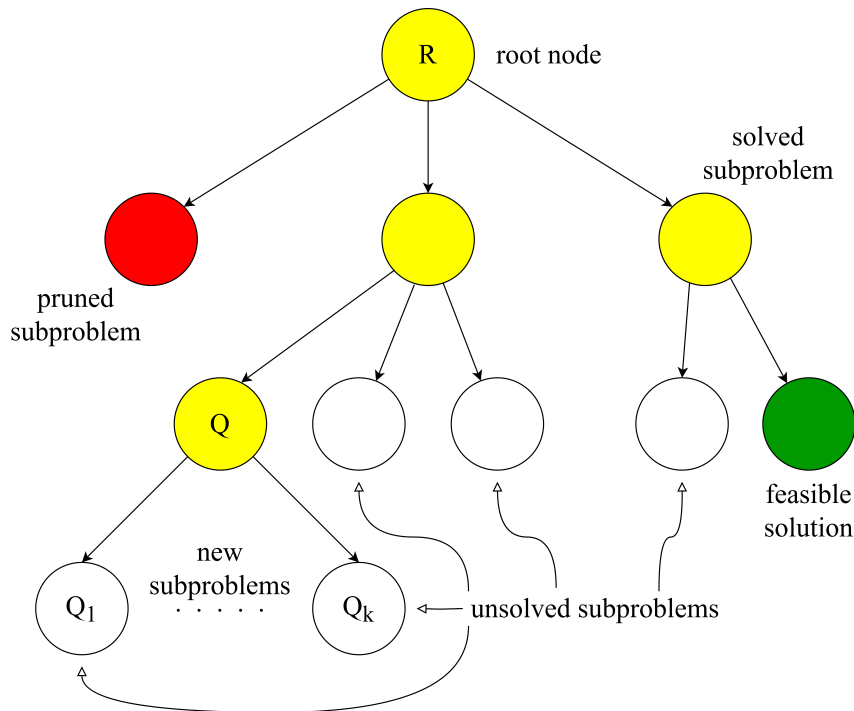 R
root node
solved
subproblem
pruned
subproblem
Q
feasible
solution
new
subproblems
. . . . .
Q1
Qk
unsolved subproblems